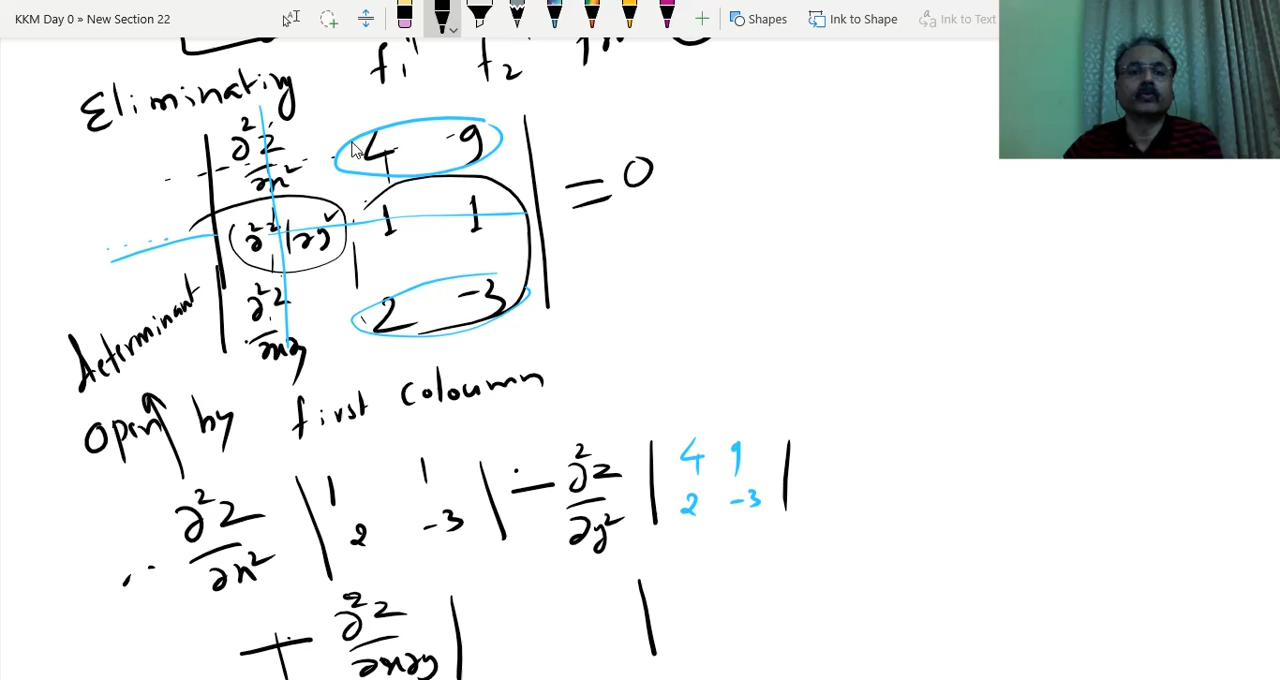 KKM Day 0 » New Section 22
Shapes
Ink to Shape
Ink to Text
Eliminating f₁'' f₂''
| ∂²z/∂x² 4 9 |
| ∂²z/∂y² 1 1 | = 0
| ∂²z/∂x∂y 2 -3 |
Determinant
Open by first coloumn
∂²z/∂x² | 1 1 | - ∂²z/∂y² | 4 9 |
| 2 -3 | | 2 -3 |
+ ∂²z/∂x∂y | |